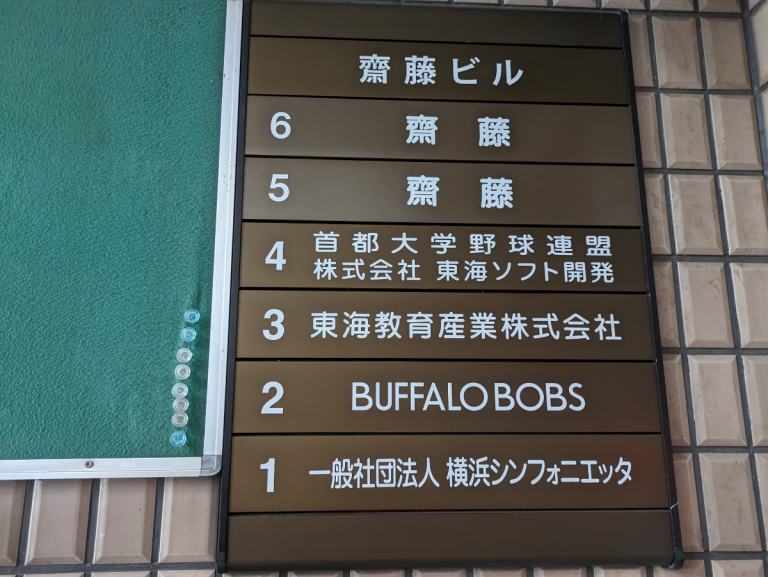 齋藤ビル
6 齋藤
5 齋藤
4 首都大学野球連盟
株式会社 東海ソフト開発
3 東海教育産業株式会社
2 BUFFALO BOBS
1 一般社団法人 横浜シンフォニエッタ